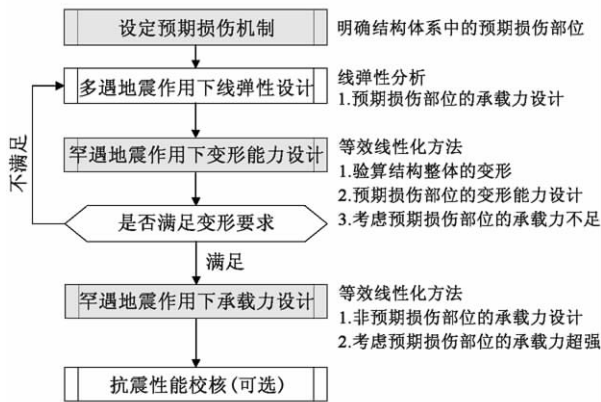 设定预期损伤机制
明确结构体系中的预期损伤部位
多遇地震作用下线弹性设计
线弹性分析
1.预期损伤部位的承载力设计
不满足
罕遇地震作用下变形能力设计
等效线性化方法
1.验算结构整体的变形
2.预期损伤部位的变形能力设计
3.考虑预期损伤部位的承载力不足
是否满足变形要求
满足
罕遇地震作用下承载力设计
等效线性化方法
1.非预期损伤部位的承载力设计
2.考虑预期损伤部位的承载力超强
抗震性能校核(可选)